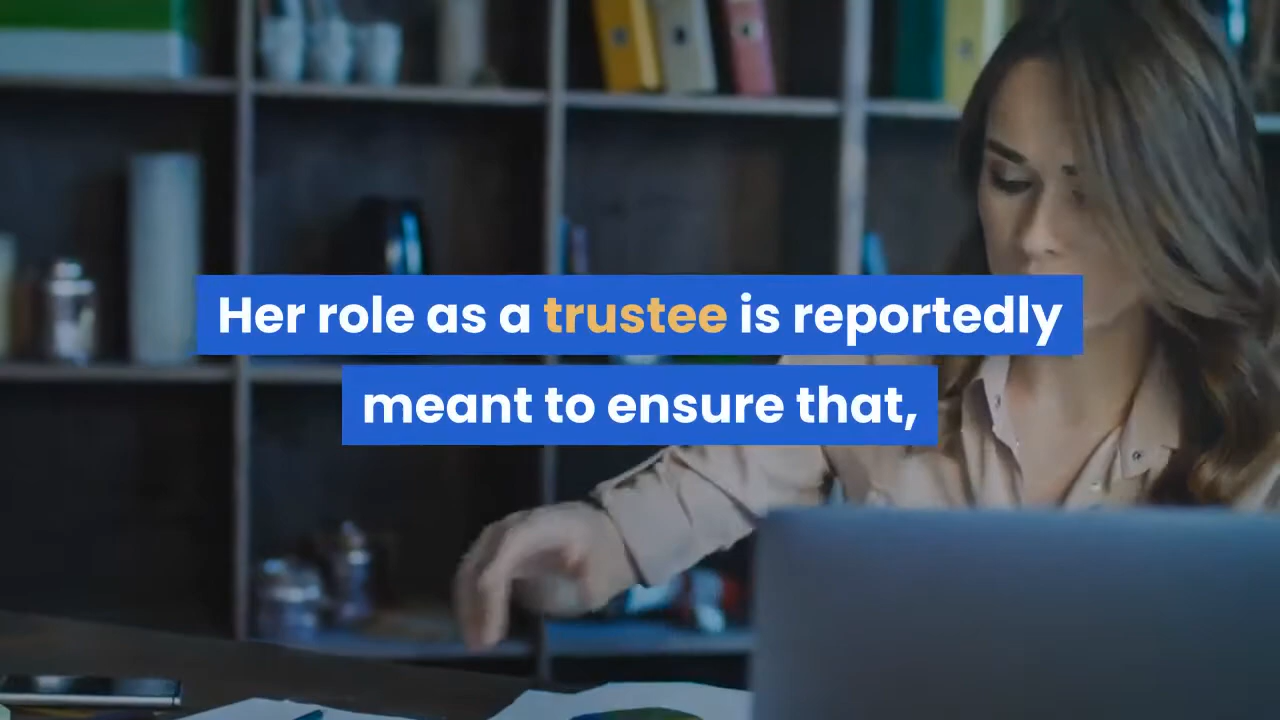 Her role as a trustee is reportedly
meant to ensure that,